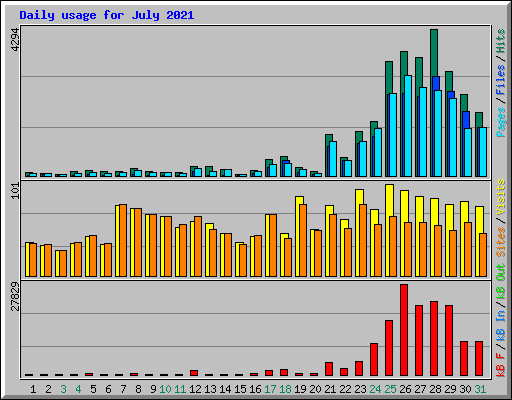 Daily usage for July 2021
4294
Pages / Files / Hits
101
Sites / Visits
27829
kB F / kB In / kB Out
1 2 3 4 5 6 7 8 9 10 11 12 13 14 15 16 17 18 19 20 21 22 23 24 25 26 27 28 29 30 31